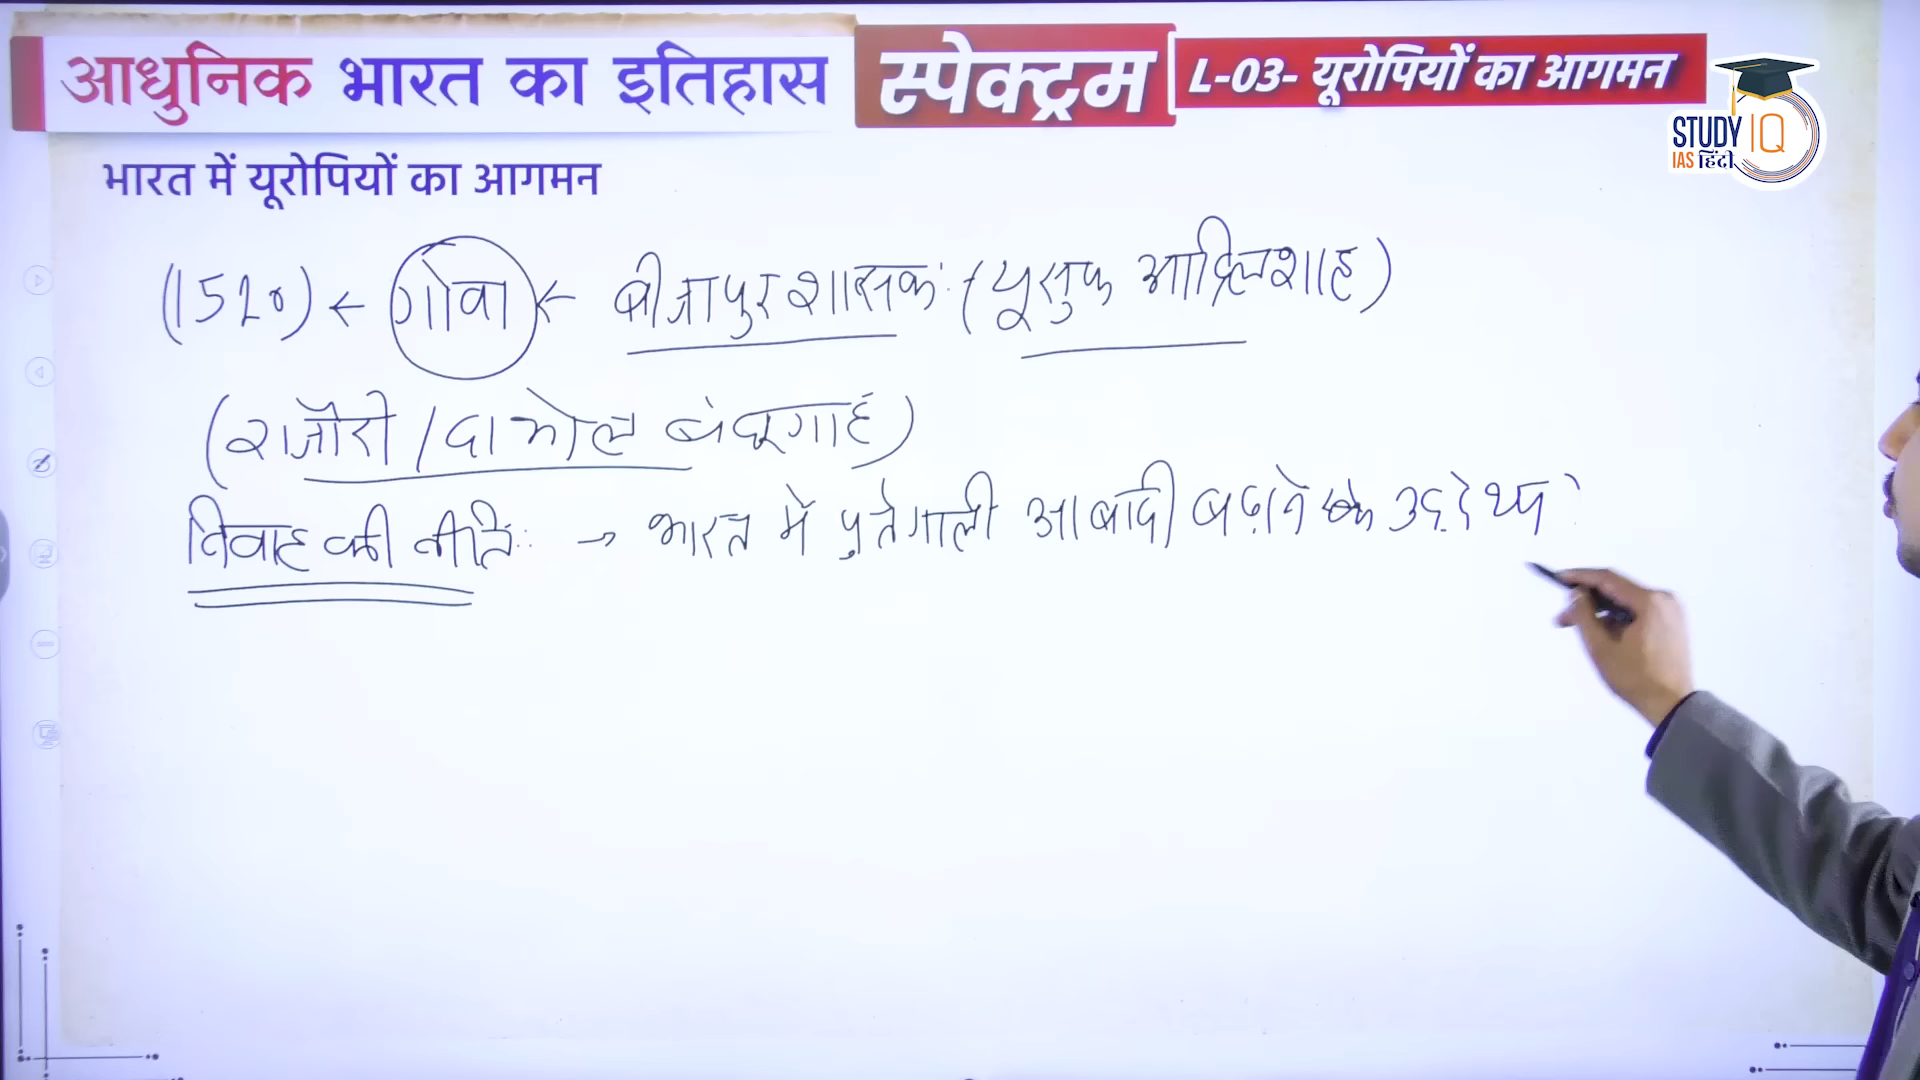 आधुनिक भारत का इतिहास स्पेक्ट्रम L-03- यूरोपियों का आगमन
STUDY IQ
IAS हिंदी
भारत में यूरोपियों का आगमन
(1510) ← गोवा ← बीजापुर शासक: (यूसुफ आदिलशाह)
(राजौरी / दाभोल बंदरगाह)
विवाह की नीति :: → भारत में पुर्तगाली आबादी बढ़ाने के उद्देश्य